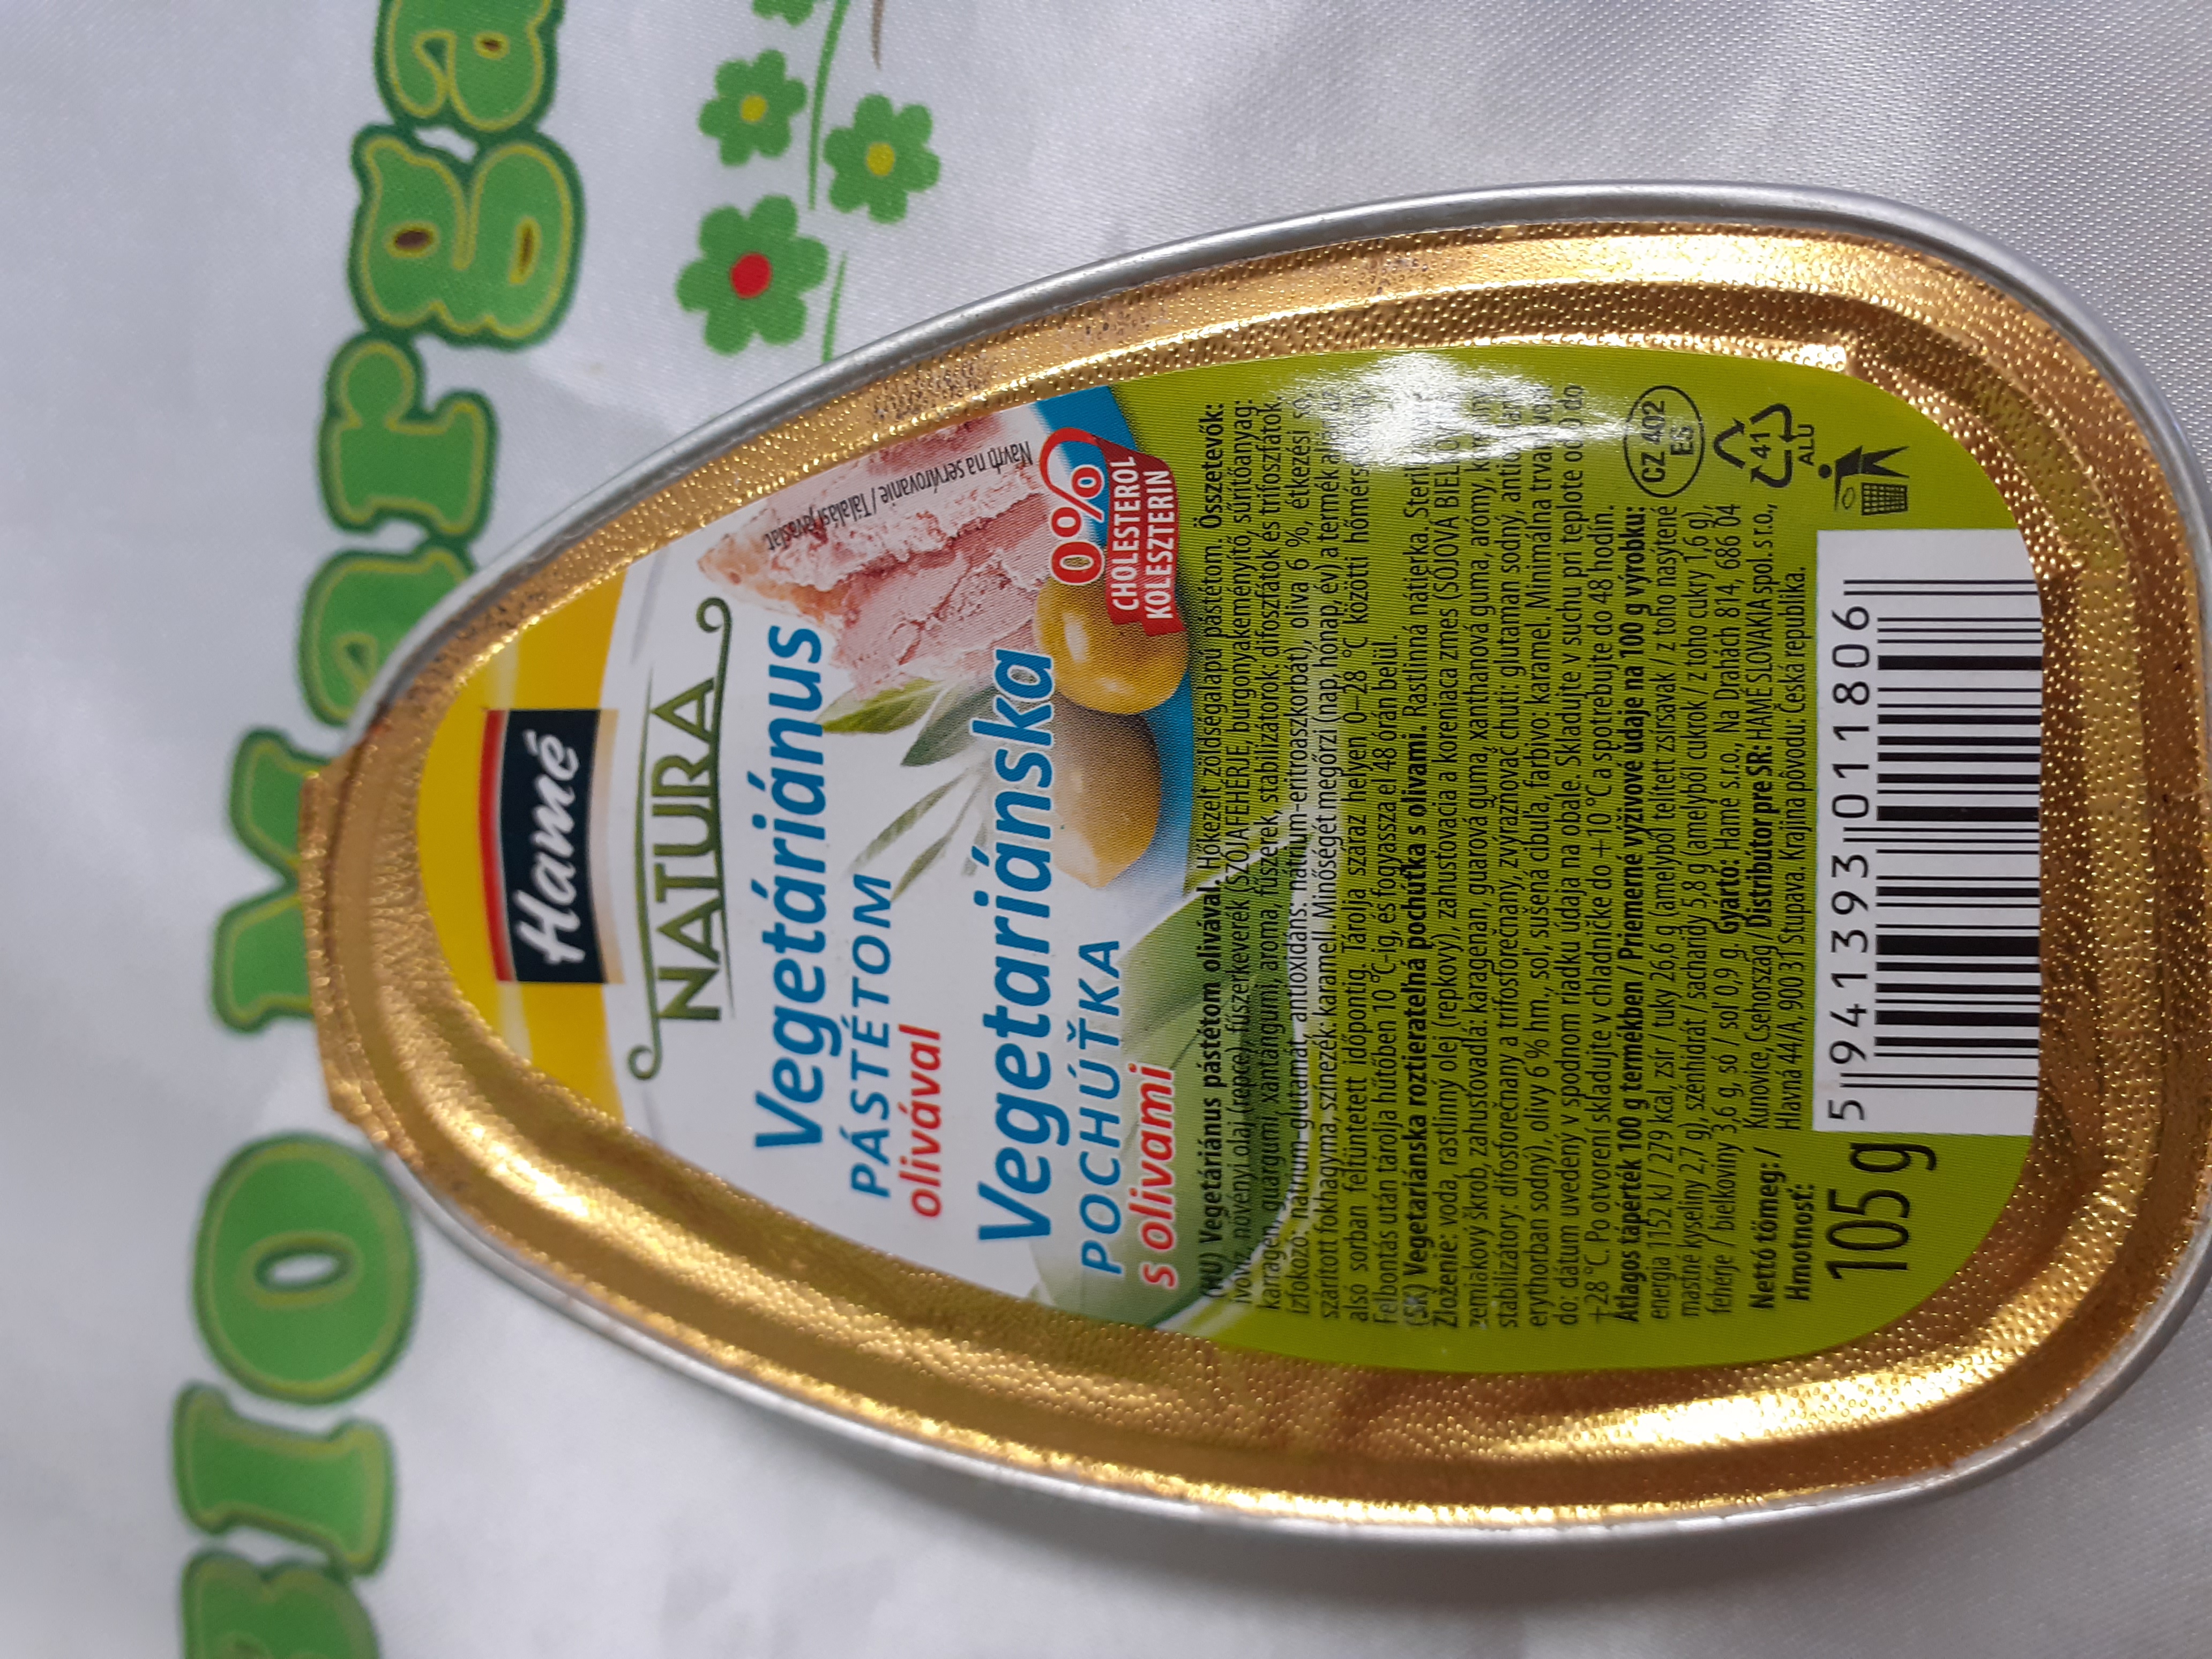 BIO Marga
Hamé
NATURA
Vegetáriánus
PÁSTÉTOM
olivával
Vegetariánska
POCHÚŤKA
s olivami
Návrh na servírovanie / Tálalási javaslat
0%
CHOLESTEROL
KOLESZTERIN
(HU) Vegetáriánus pástétom olivával. Hőkezelt zöldségalapú pástétom. Összetevők:
ivóvíz, növényi olaj (repce), fűszerkeverék (SZÓJAFEHÉRJE, burgonyakeményítő, sűrítőanyag:
karagén, guargumi, xantángumi, aroma, fűszerek, stabilizátorok: difoszfátok és trifoszfátok,
ízfokozó: nátrium-glutamát, antioxidáns: nátrium-eritroaszkorbát), oliva 6 %, étkezési só,
szárított fokhagyma, színezék: karamell. Minőségét megőrzi (nap, hónap, év) a termék
also sorban feltüntetett időpontig. Tárolja száraz helyen 0–28 °C közötti
Felbontás után tárolja hűtőben 10 °C-ig, és fogyassza el 48 órán belül.
(SK) Vegetariánska roztierateľná pochúťka s olivami. Rastlinná nátierka.
Zloženie: voda, rastlinný olej (repkový), zahusťovacia a koreniaca zmes (SÓJOVÁ
zemiakový škrob, zahusťovadlá: karagénan, guarová guma, xanthanová guma, arómy,
stabilizátory: difosforečnany a trifosforečnany, zvýrazňovač chuti: glutaman sodný,
erythorban sodný), olivy 6 % hm., soľ, sušená cibuľa, farbivo: karamel. Minimálna
do: dátum uvedený v spodnom riadku údaja na obale. Skladujte v suchu pri teplote od 0 do
+28 °C. Po otvorení skladujte v chladničke do + 10 °C a spotrebujte do 48 hodín.
Átlagos tápérték 100 g termékben / Priemerné výživové údaje na 100 g výrobku:
energia 1152 kJ / 279 kcal, zsír / tuky 26,6 g (amelyből telített zsírsavak / z toho nasýtené
mastné kyseliny 2,7 g), szénhidrát / sacharidy 5,8 g (amelyből cukrok / z toho cukry 1,6 g),
fehérje / bielkoviny 3,6 g, só / soľ 0,9 g. Gyártó: Hamé s.r.o., Na Drahách 814, 686 04
Kunovice, Csehország. Distributor pre SR: HAMÉ SLOVAKIA spol. s r.o.,
Hlavná 44/A, 900 31 Stupava. Krajina pôvodu: Česká republika.
Nettó tömeg: /
Hmotnosť:
105 g
5 941393 011806
CZ 402
ES
41
ALU